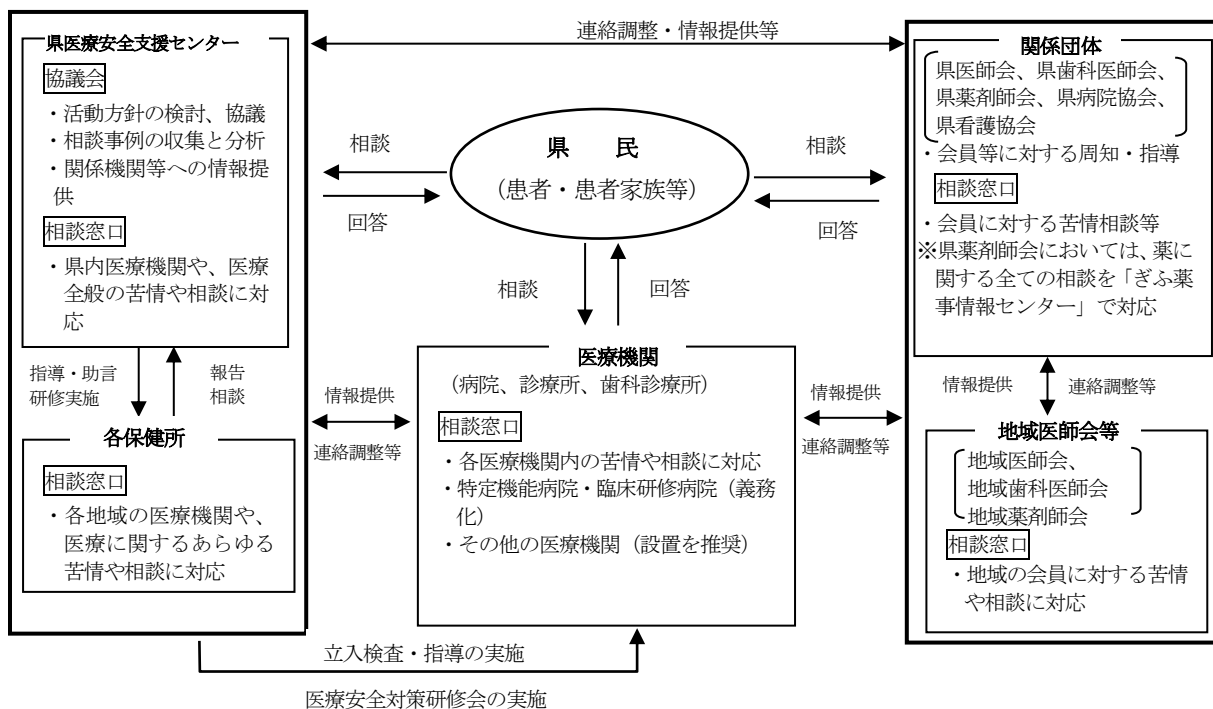 連絡調整・情報提供等
県医療安全支援センター
協議会
・活動方針の検討、協議
・相談事例の収集と分析
・関係機関等への情報提
供
相談窓口
・県内医療機関や、医療
全般の苦情や相談に対
応
指導・助言
研修実施
報告
相談
各保健所
相談窓口
・各地域の医療機関や、
医療に関するあらゆる
苦情や相談に対応
相談
回答
県　民
(患者・患者家族等)
相談
回答
相談
回答
医療機関
(病院、診療所、歯科診療所)
相談窓口
・各医療機関内の苦情や相談に対応
・特定機能病院・臨床研修病院（義務
化）
・その他の医療機関（設置を推奨）
情報提供
連絡調整等
情報提供
連絡調整等
関係団体
県医師会、県歯科医師会、
県薬剤師会、県病院協会、
県看護協会
・会員等に対する周知・指導
相談窓口
・会員に対する苦情相談等
※県薬剤師会においては、薬に
関する全ての相談を「ぎふ薬
事情報センター」で対応
情報提供
連絡調整等
地域医師会等
地域医師会、
地域歯科医師会
地域薬剤師会
相談窓口
・地域の会員に対する苦情
や相談に対応
立入検査・指導の実施
医療安全対策研修会の実施